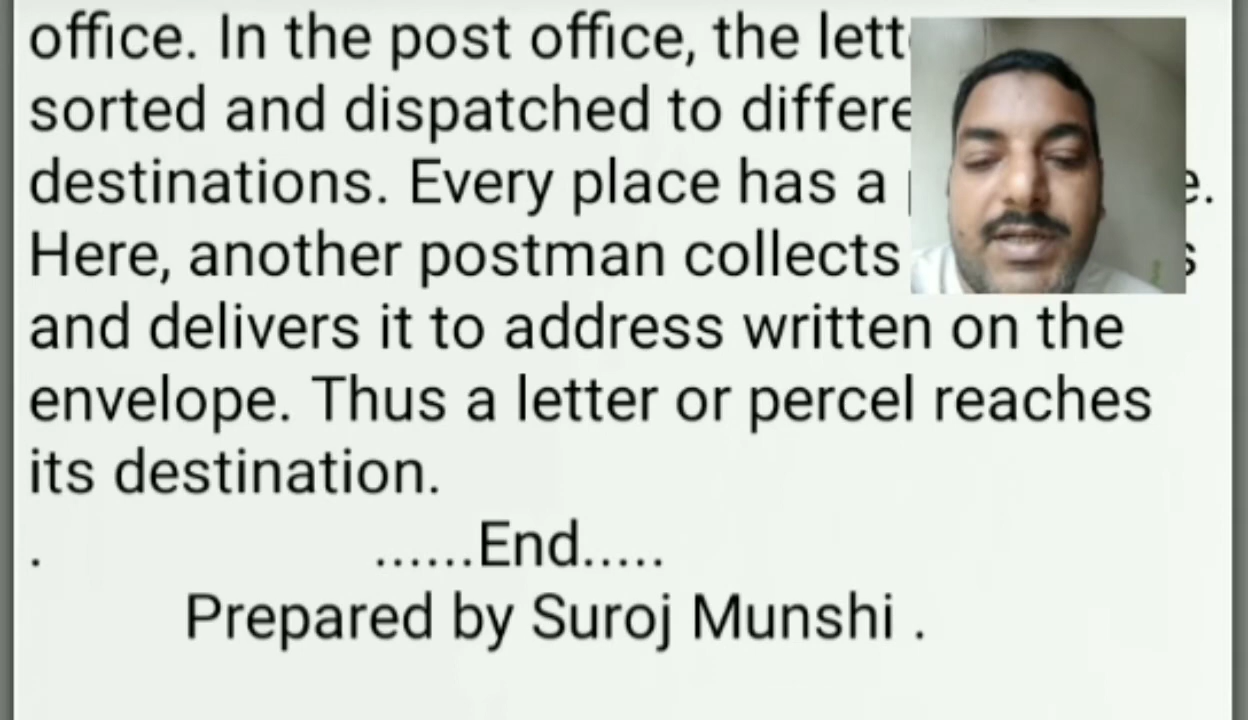 office. In the post office, the
sorted and dispatched to
destinations. Every place has a
Here, another postman collects
and delivers it to address written on the
envelope. Thus a letter or percel reaches
its destination.
. ......End.....
Prepared by Suroj Munshi .